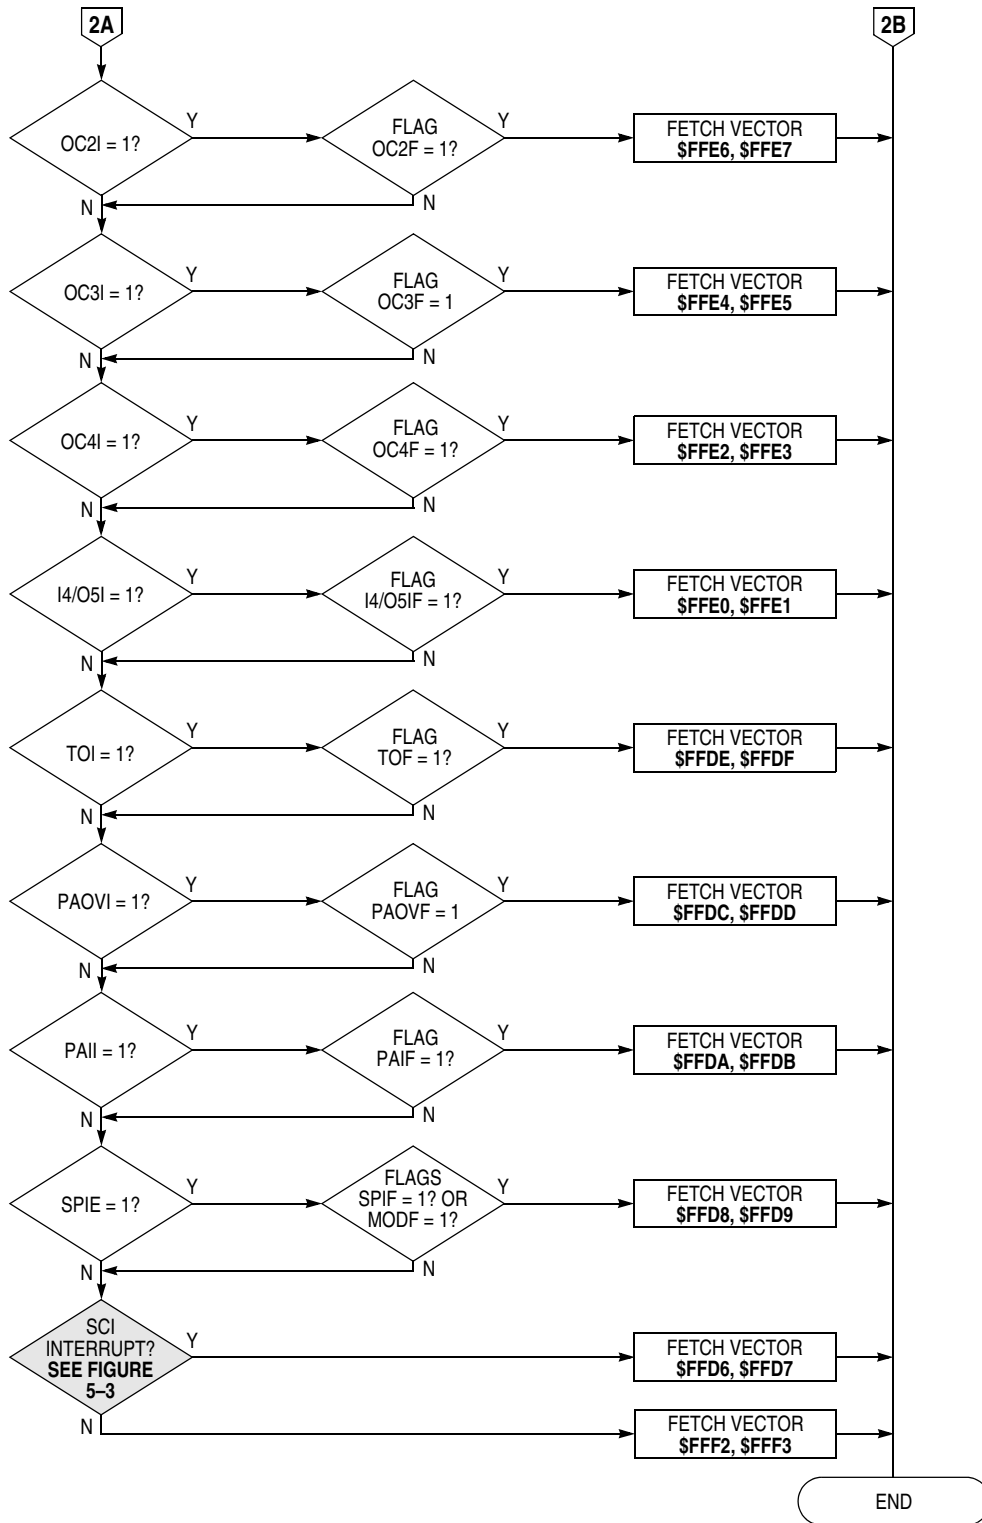 2A
2B
OC2I = 1?
Y
FLAG
OC2F = 1?
Y
FETCH VECTOR
$FFE6, $FFE7
N
N
OC3I = 1?
Y
FLAG
OC3F = 1
Y
FETCH VECTOR
$FFE4, $FFE5
N
N
OC4I = 1?
Y
FLAG
OC4F = 1?
Y
FETCH VECTOR
$FFE2, $FFE3
N
N
I4/O5I = 1?
Y
FLAG
I4/O5IF = 1?
Y
FETCH VECTOR
$FFE0, $FFE1
N
N
TOI = 1?
Y
FLAG
TOF = 1?
Y
FETCH VECTOR
$FFDE, $FFDF
N
N
PAOVI = 1?
Y
FLAG
PAOVF = 1
Y
FETCH VECTOR
$FFDC, $FFDD
N
N
PAII = 1?
Y
FLAG
PAIF = 1?
Y
FETCH VECTOR
$FFDA, $FFDB
N
N
SPIE = 1?
Y
FLAGS
SPIF = 1? OR
MODF = 1?
Y
FETCH VECTOR
$FFD8, $FFD9
N
N
SCI
INTERRUPT?
SEE FIGURE
5–3
Y
FETCH VECTOR
$FFD6, $FFD7
N
FETCH VECTOR
$FFF2, $FFF3
END